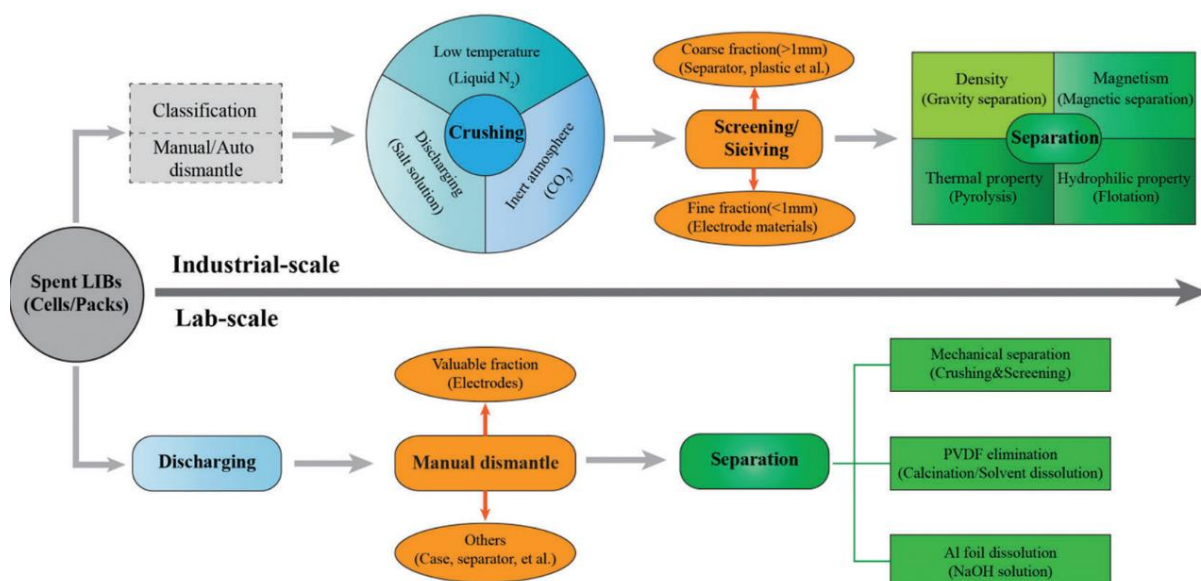 Classification
Manual/Auto
dismantle
Low temperature
(Liquid N₂)
Crushing
Discharging
(Salt solution)
Inert atmosphere
(CO₂)
Coarse fraction(>1mm)
(Separator, plastic et al.)
Screening/
Sieiving
Fine fraction(<1mm)
(Electrode materials)
Density
(Gravity separation)
Magnetism
(Magnetic separation)
Separation
Thermal property
(Pyrolysis)
Hydrophilic property
(Flotation)
Spent LIBs
(Cells/Packs)
Industrial-scale
Lab-scale
Discharging
Valuable fraction
(Electrodes)
Manual dismantle
Others
(Case, separator, et al.)
Separation
Mechanical separation
(Crushing&Screening)
PVDF elimination
(Calcination/Solvent dissolution)
Al foil dissolution
(NaOH solution)